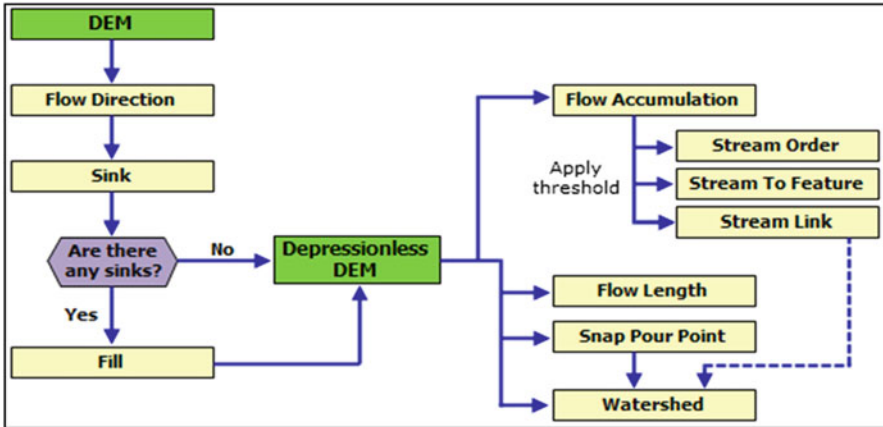 DEM
Flow Direction
Sink
Are there
any sinks?
No
Yes
Fill
Depressionless
DEM
Flow Accumulation
Apply
threshold
Stream Order
Stream To Feature
Stream Link
Flow Length
Snap Pour Point
Watershed